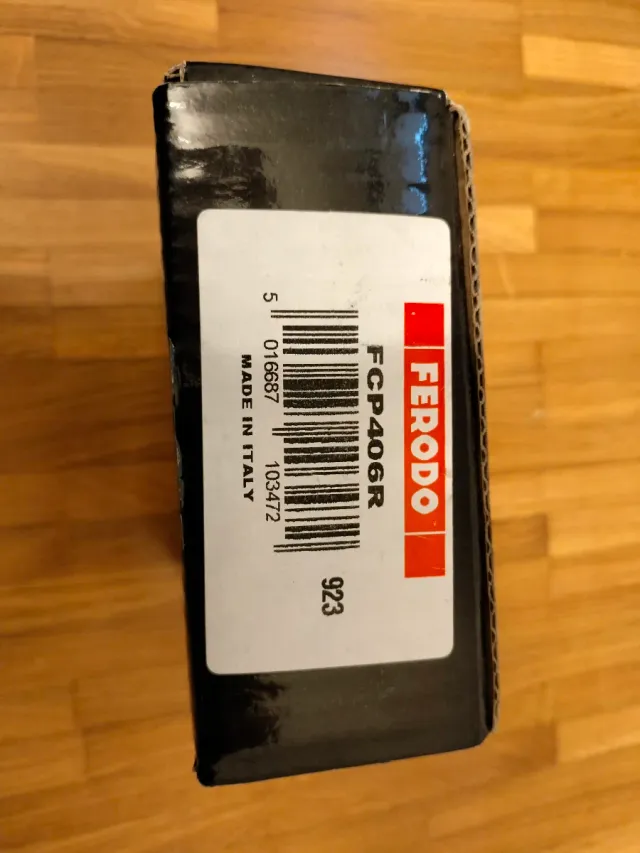 FERODO
FCP406R
923
5 016687 103472
MADE IN ITALY